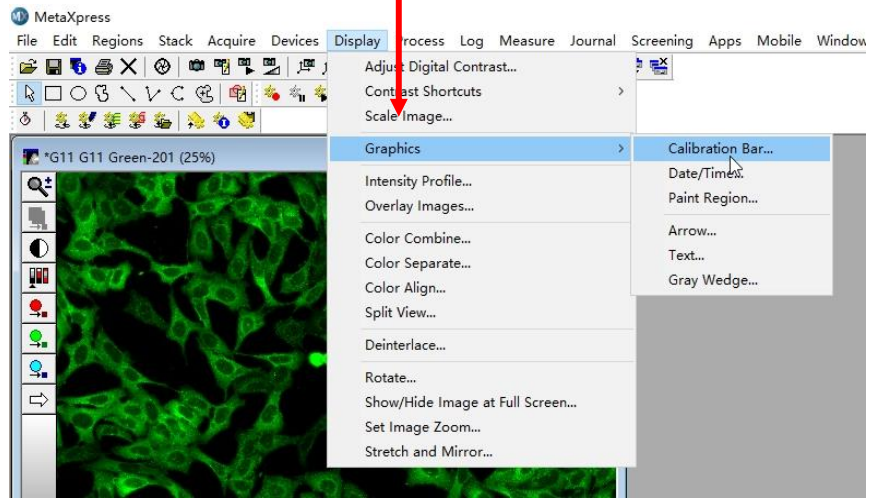 MetaXpress
File Edit Regions Stack Acquire Devices Display Process Log Measure Journal Screening Apps Mobile Window
Adjust Digital Contrast...
Contrast Shortcuts
Scale Image...
*G11 G11 Green-201 (25%)
Graphics
Calibration Bar...
Date/Time...
Paint Region...
Intensity Profile...
Overlay Images...
Arrow...
Color Combine...
Text...
Color Separate...
Gray Wedge...
Color Align...
Split View...
Deinterlace...
Rotate...
Show/Hide Image at Full Screen...
Set Image Zoom...
Stretch and Mirror...